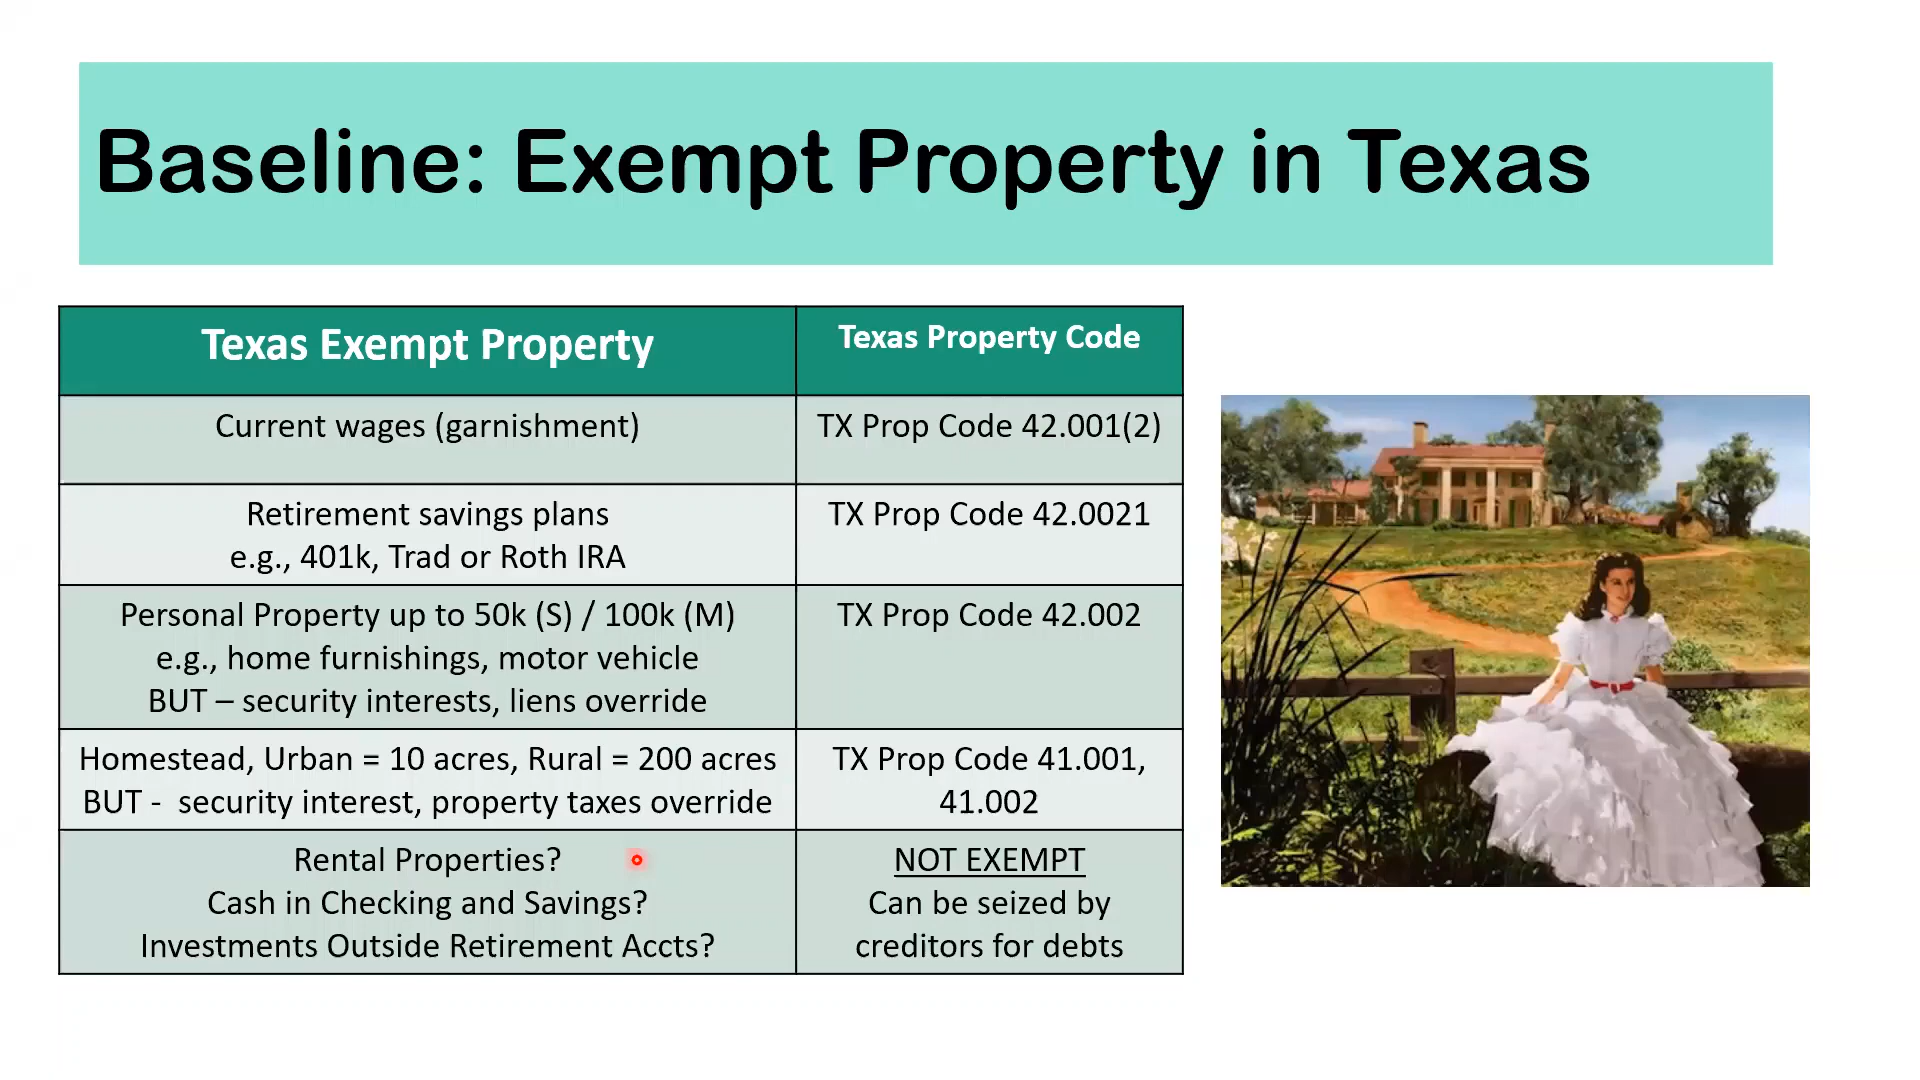 Baseline: Exempt Property in Texas
Texas Exempt Property
Texas Property Code
Current wages (garnishment)
TX Prop Code 42.001(2)
Retirement savings plans
e.g., 401k, Trad or Roth IRA
TX Prop Code 42.0021
Personal Property up to 50k (S) / 100k (M)
e.g., home furnishings, motor vehicle
BUT – security interests, liens override
TX Prop Code 42.002
Homestead, Urban = 10 acres, Rural = 200 acres
BUT -  security interest, property taxes override
TX Prop Code 41.001,
41.002
Rental Properties?
Cash in Checking and Savings?
Investments Outside Retirement Accts?
NOT EXEMPT
Can be seized by
creditors for debts